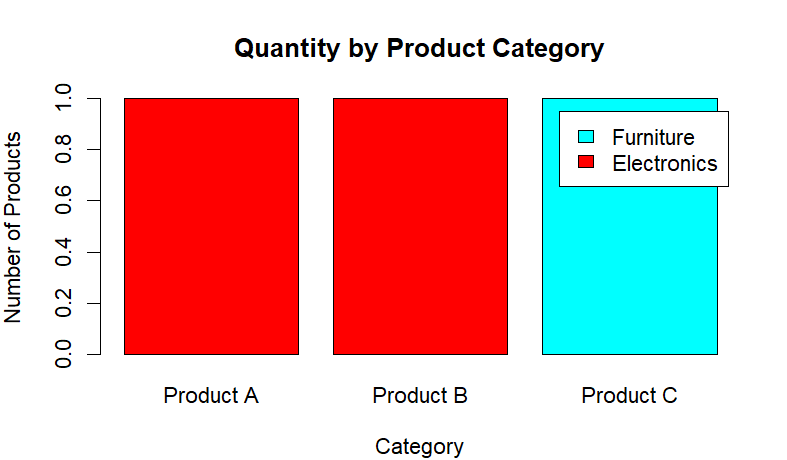 Quantity by Product Category
Number of Products
1.0
0.8
0.6
0.4
0.2
0.0
Furniture
Electronics
Product A Product B Product C
Category